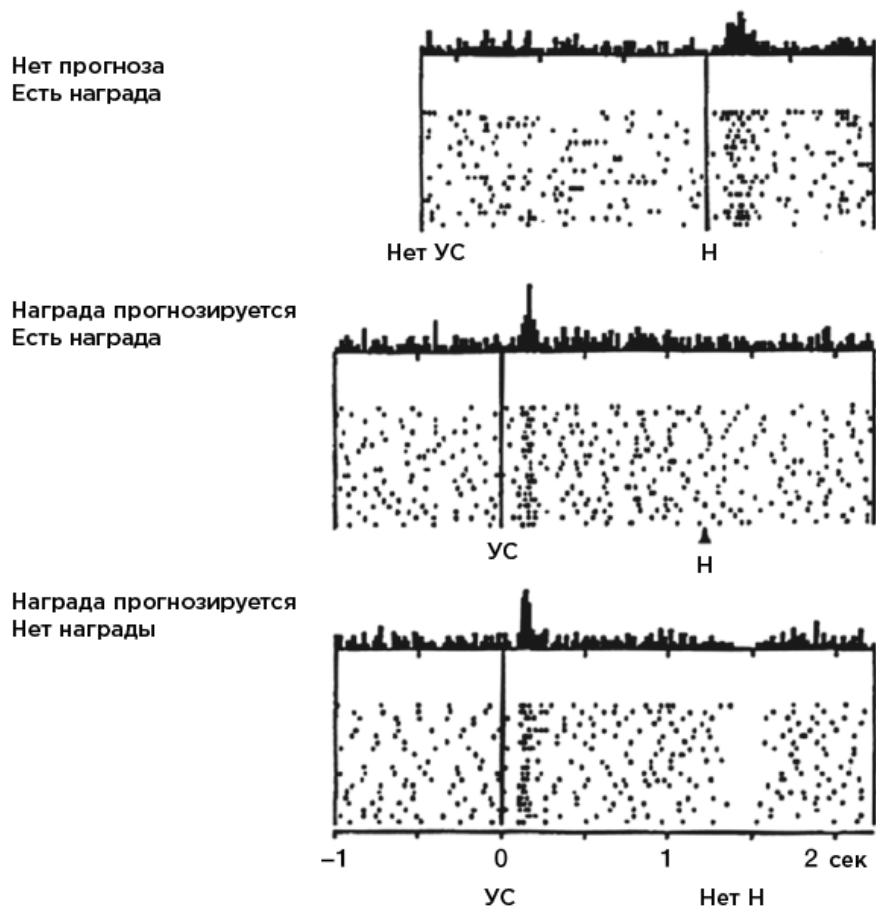 Нет прогноза
Есть награда
Нет УС
Н
Награда прогнозируется
Есть награда
УС
Н
Награда прогнозируется
Нет награды
−1
0
1
2 сек
УС
Нет Н